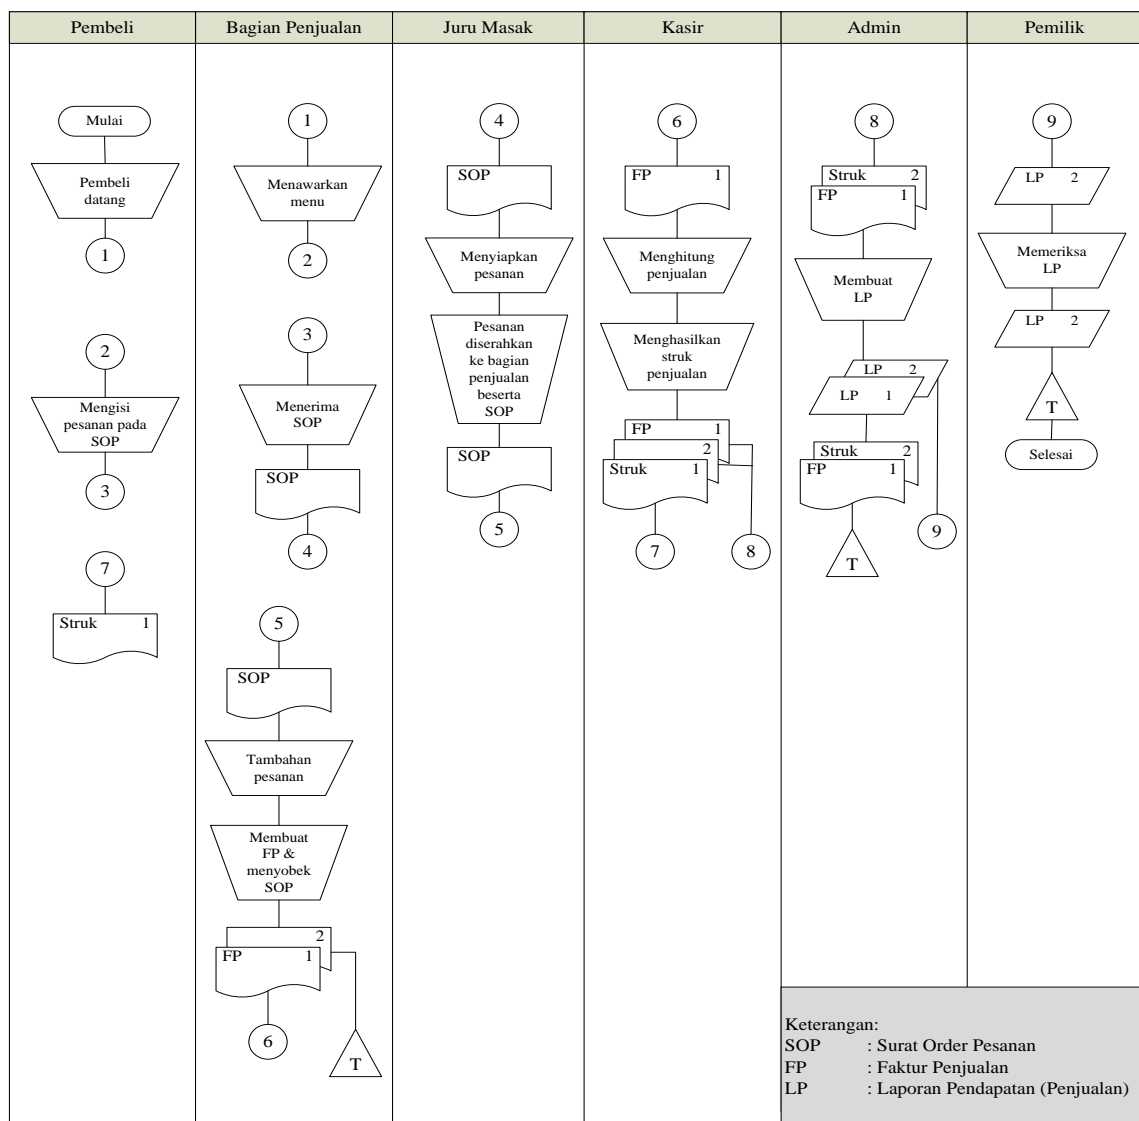 Pembeli
Bagian Penjualan
Juru Masak
Kasir
Admin
Pemilik
Mulai
Pembeli
datang
1
2
Mengisi
pesanan pada
SOP
3
7
Struk 1
1
Menawarkan
menu
2
3
Menerima
SOP
SOP
4
5
SOP
Tambahan
pesanan
Membuat
FP &
menyobek
SOP
2
FP 1
6
T
4
SOP
Menyiapkan
pesanan
Pesanan
diserahkan
ke bagian
penjualan
beserta
SOP
SOP
5
6
FP 1
Menghitung
penjualan
Menghasilkan
struk
penjualan
FP 1
2
Struk 1
7
8
8
Struk 2
FP 1
Membuat
LP
LP 2
LP 1
Struk 2
FP 1
T
9
9
LP 2
Memeriksa
LP
LP 2
T
Selesai
Keterangan:
SOP : Surat Order Pesanan
FP : Faktur Penjualan
LP : Laporan Pendapatan (Penjualan)